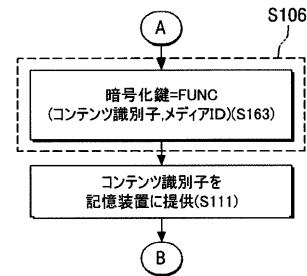 S106
A
暗号化鍵=FUNC
(コンテンツ識別子,メディアID)(S163)
コンテンツ識別子を
記憶装置に提供(S111)
B